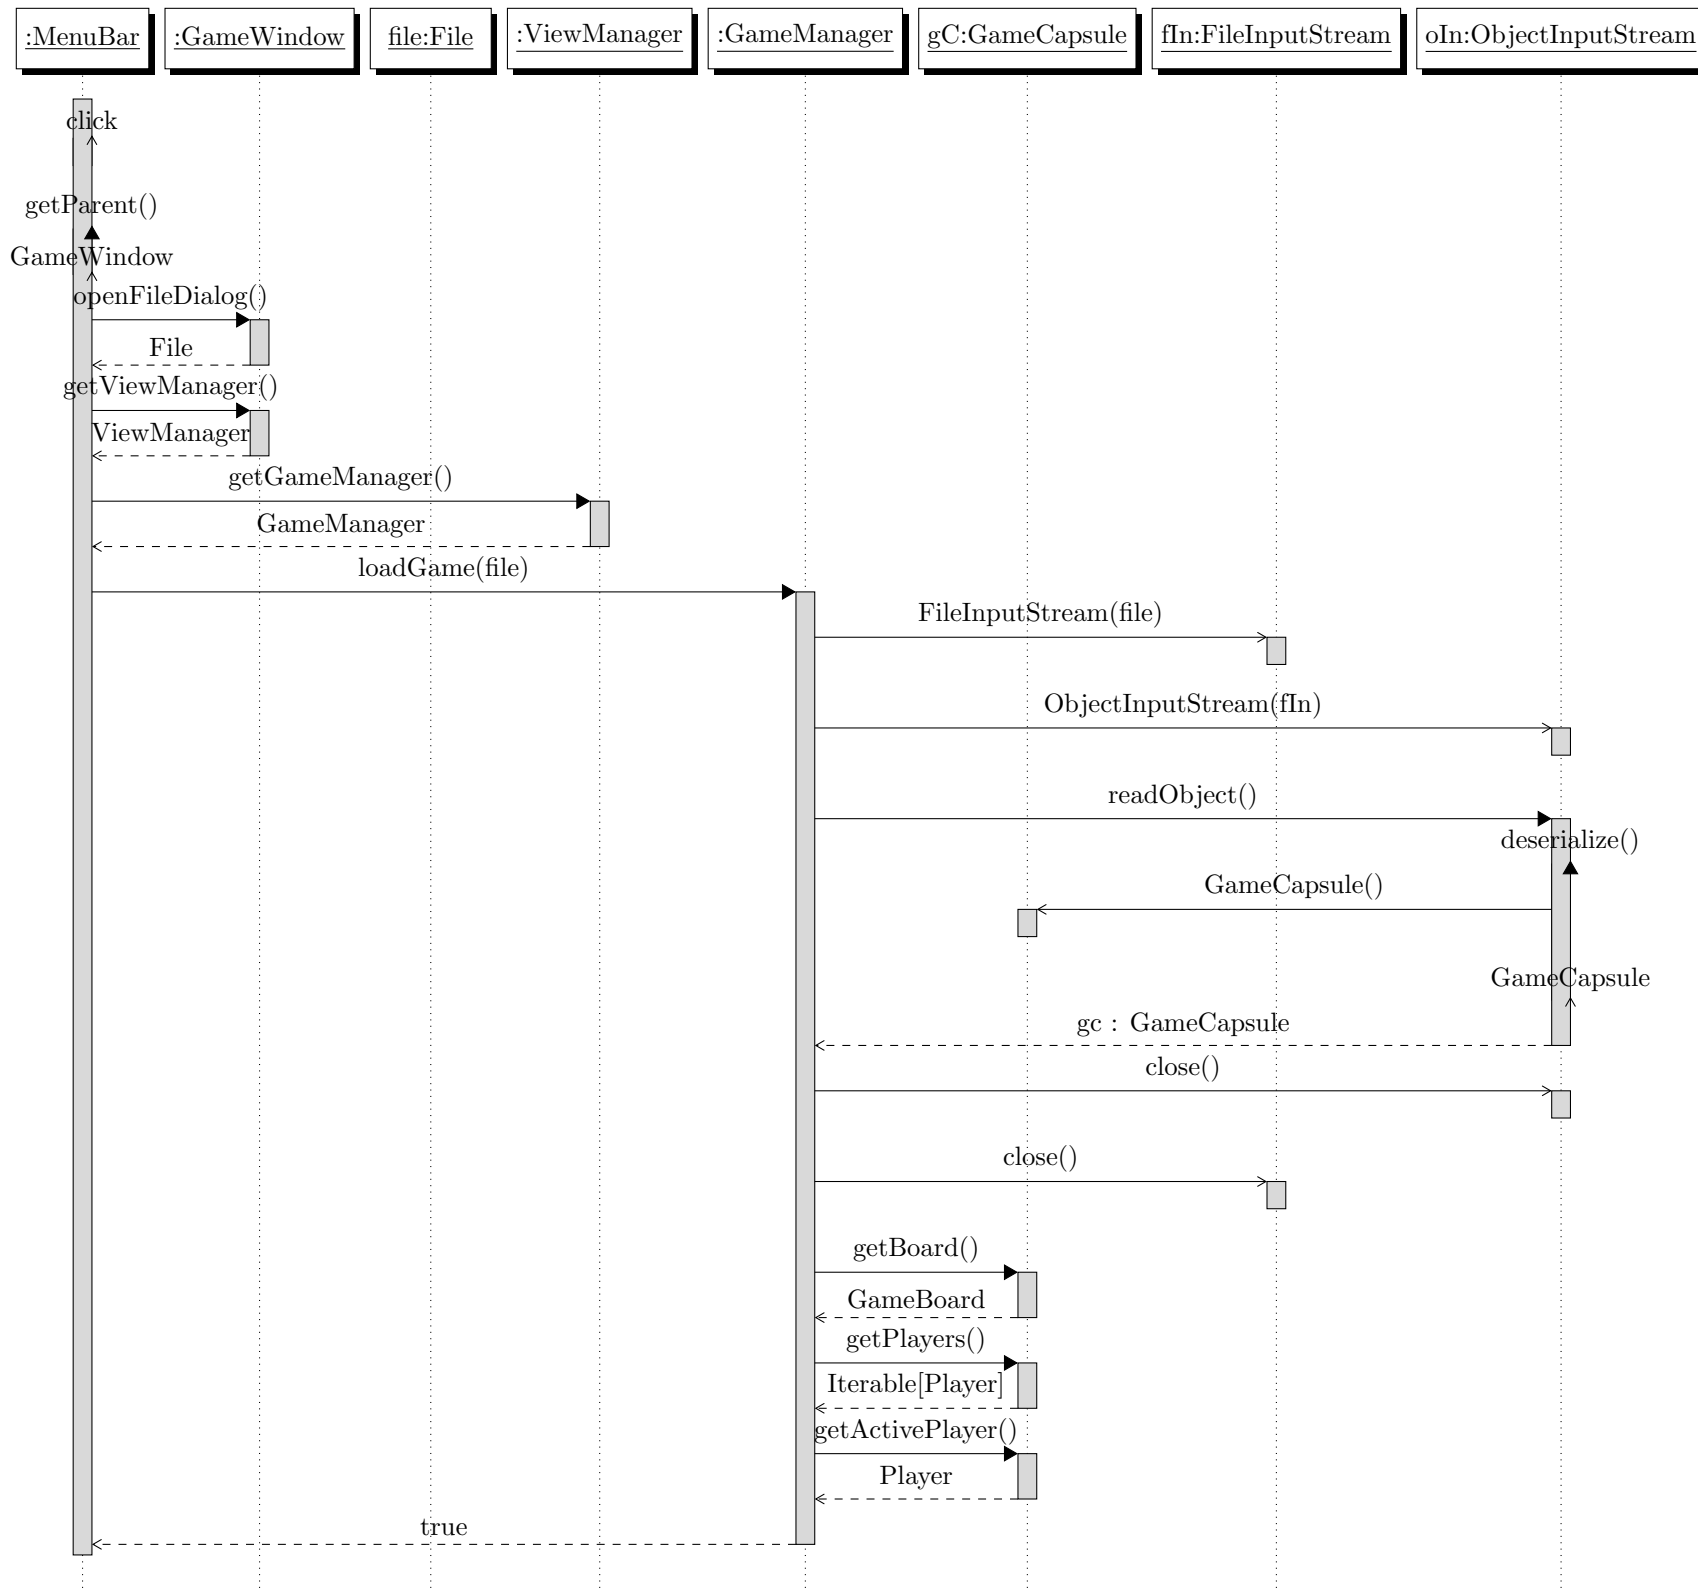 :MenuBar
:GameWindow
file:File
:ViewManager
:GameManager
gC:GameCapsule
fIn:FileInputStream
oIn:ObjectInputStream
click
getParent()
GameWindow
openFileDialog()
File
getViewManager()
ViewManager
getGameManager()
GameManager
loadGame(file)
FileInputStream(file)
ObjectInputStream(fIn)
readObject()
deserialize()
GameCapsule()
GameCapsule
gc : GameCapsule
close()
close()
getBoard()
GameBoard
getPlayers()
Iterable[Player]
getActivePlayer()
Player
true